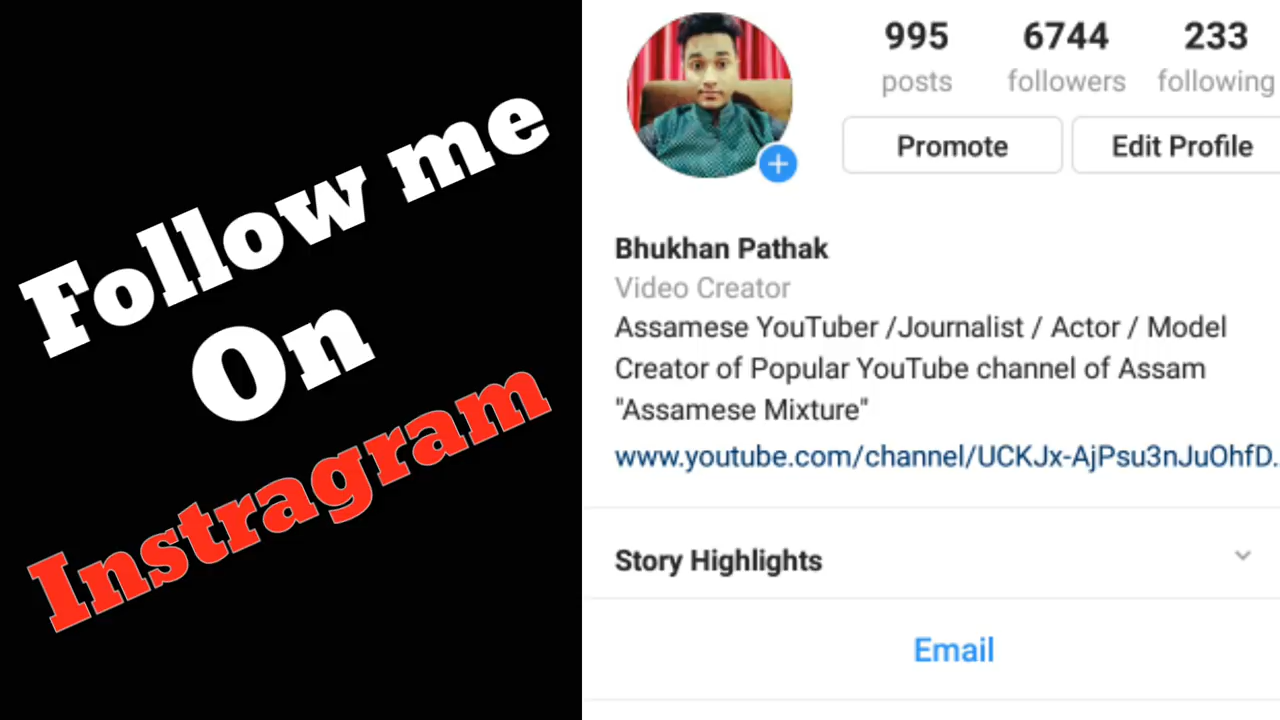 Follow me
On
Instragram
995 6744 233
posts followers following
Promote Edit Profile
Bhukhan Pathak
Video Creator
Assamese YouTuber /Journalist / Actor / Model
Creator of Popular YouTube channel of Assam
"Assamese Mixture"
www.youtube.com/channel/UCKJx-AjPsu3nJuOhfD..
Story Highlights
Email